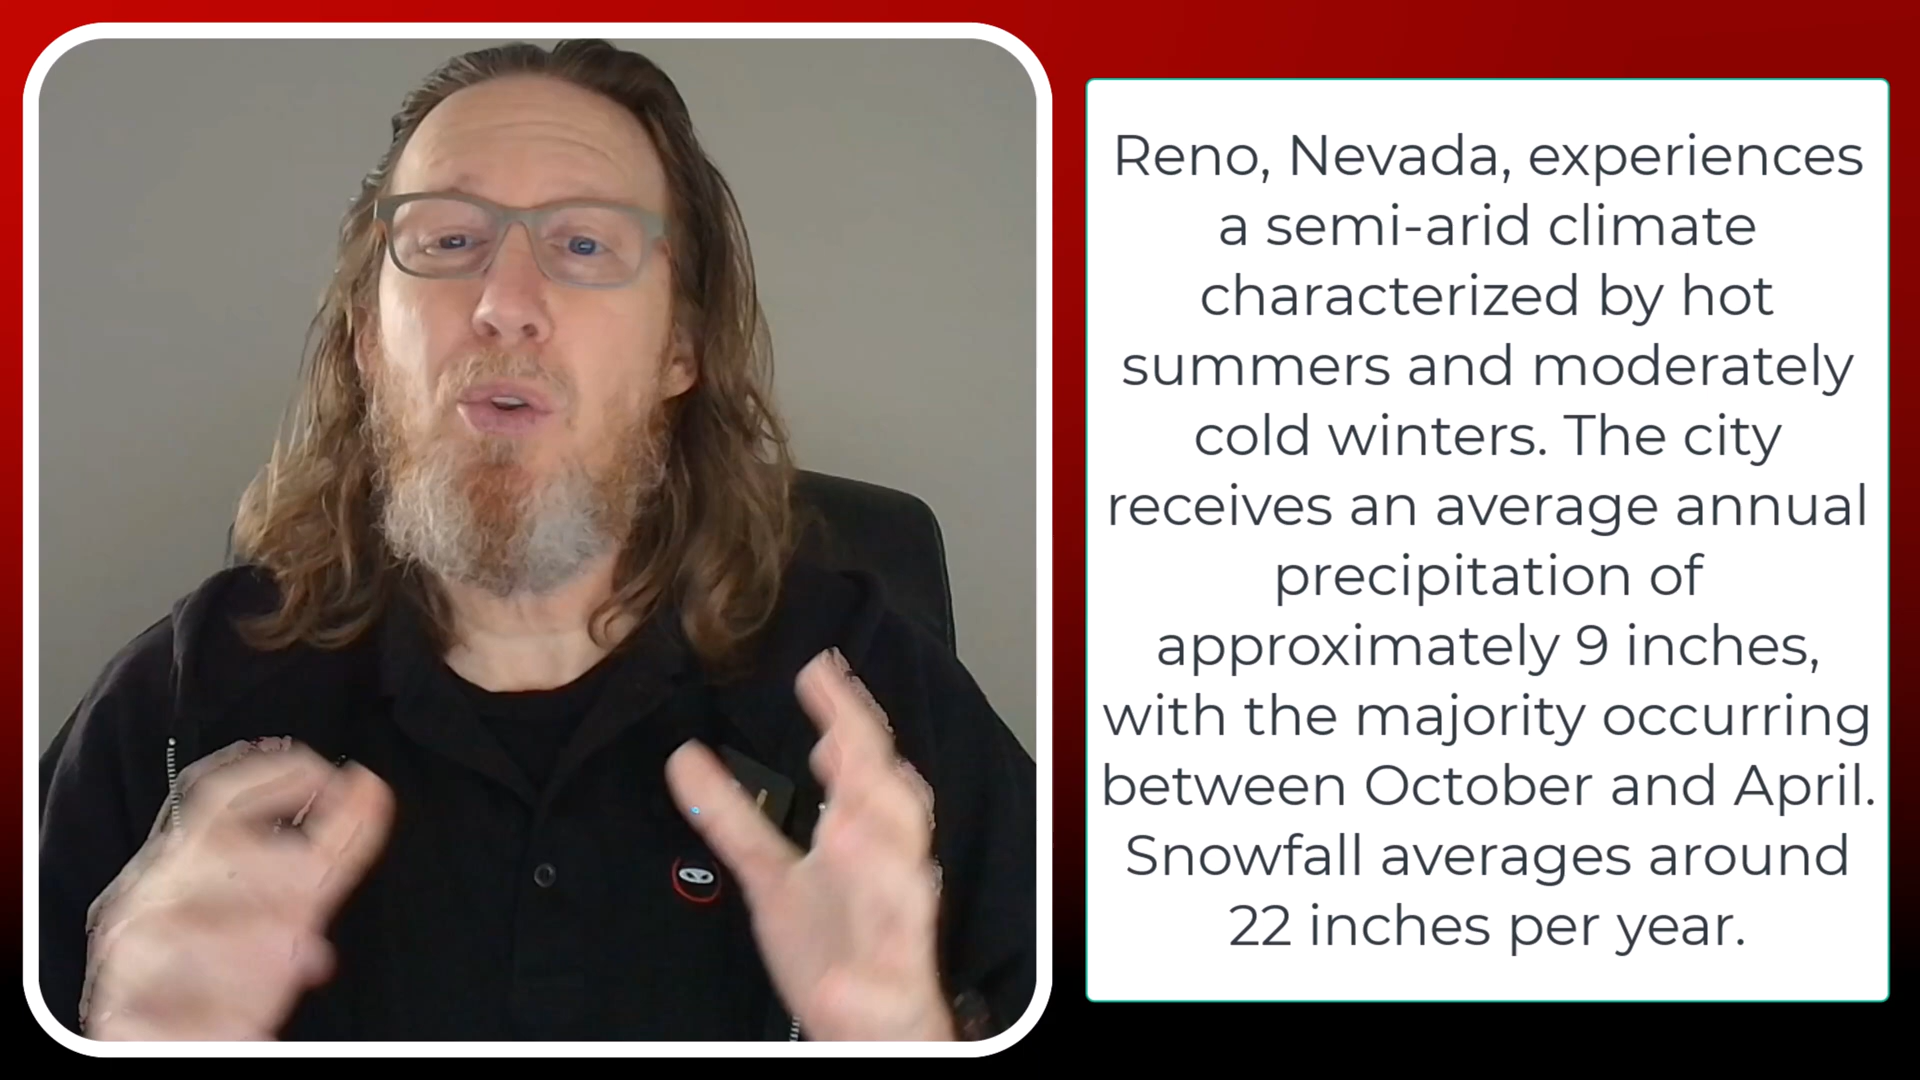 Reno, Nevada, experiences
a semi-arid climate
characterized by hot
summers and moderately
cold winters. The city
receives an average annual
precipitation of
approximately 9 inches,
with the majority occurring
between October and April.
Snowfall averages around
22 inches per year.